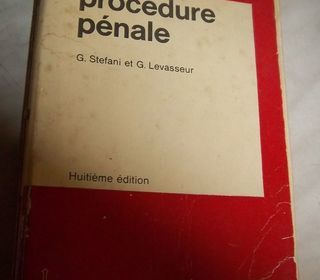 procédure
pénale
G. Stefani et G. Levasseur
Huitième édition